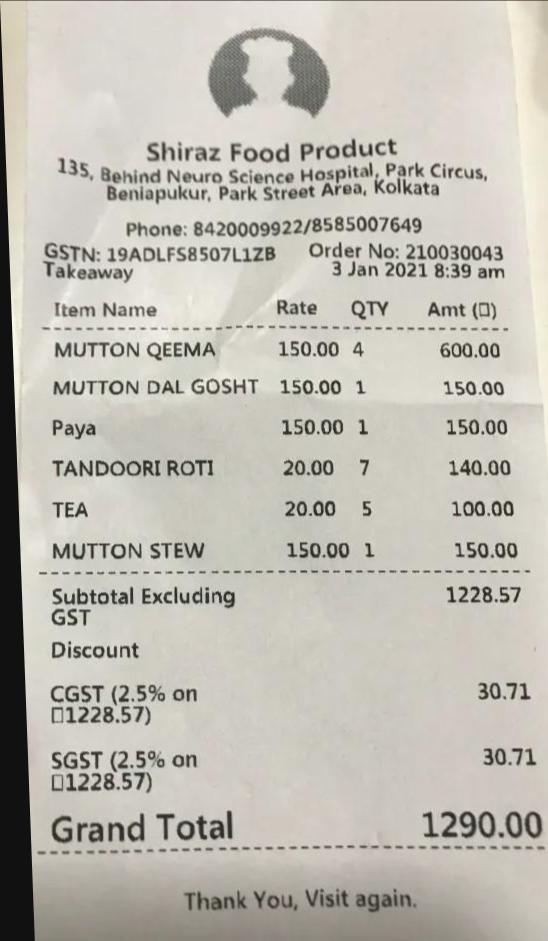 Shiraz Food Product
135, Behind Neuro Science Hospital, Park Circus,
Beniapukur, Park Street Area, Kolkata
Phone: 8420009922/8585007649
GSTN: 19ADLFS8507L1ZB Order No: 210030043
Takeaway 3 Jan 2021 8:39 am
Item Name Rate QTY Amt (▯)
MUTTON QEEMA 150.00 4 600.00
MUTTON DAL GOSHT 150.00 1 150.00
Paya 150.00 1 150.00
TANDOORI ROTI 20.00 7 140.00
TEA 20.00 5 100.00
MUTTON STEW 150.00 1 150.00
Subtotal Excluding 1228.57
GST
Discount
CGST (2.5% on 30.71
▯1228.57)
SGST (2.5% on 30.71
▯1228.57)
Grand Total 1290.00
Thank You, Visit again.